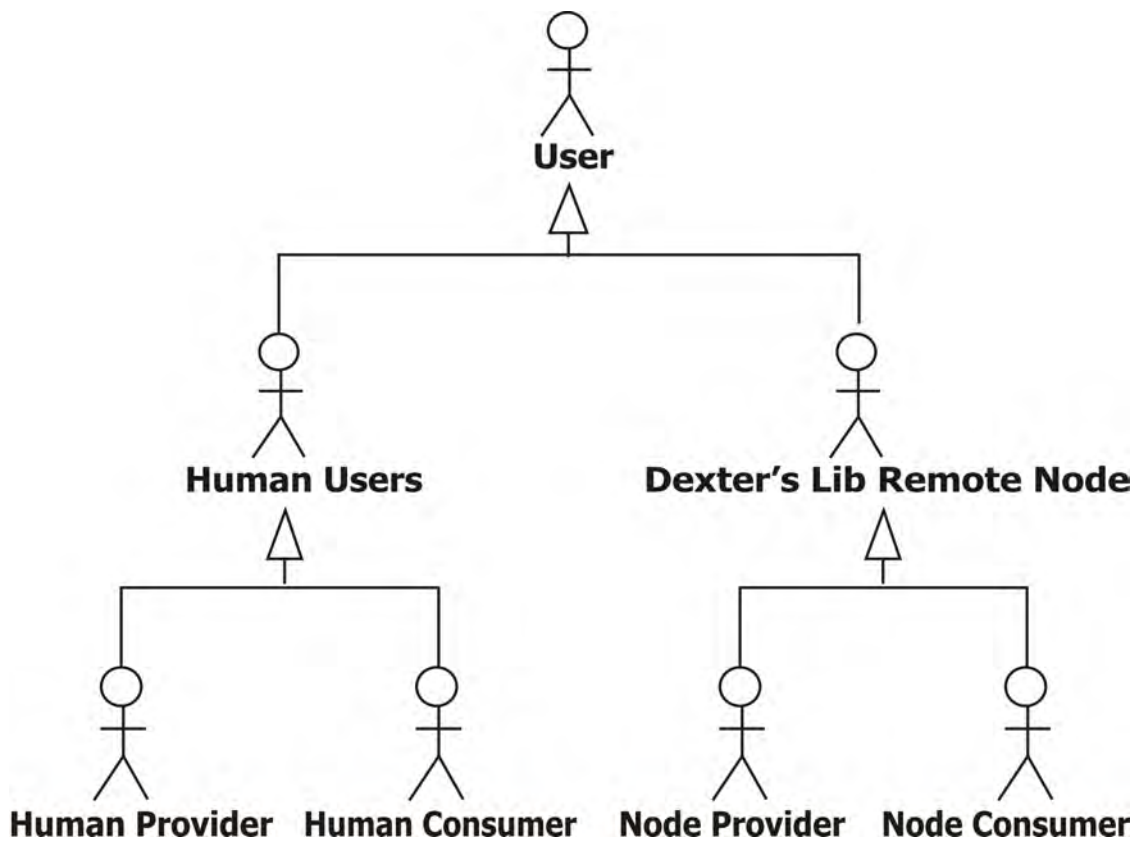 User
Human Users
Dexter's Lib Remote Node
Human Provider
Human Consumer
Node Provider
Node Consumer